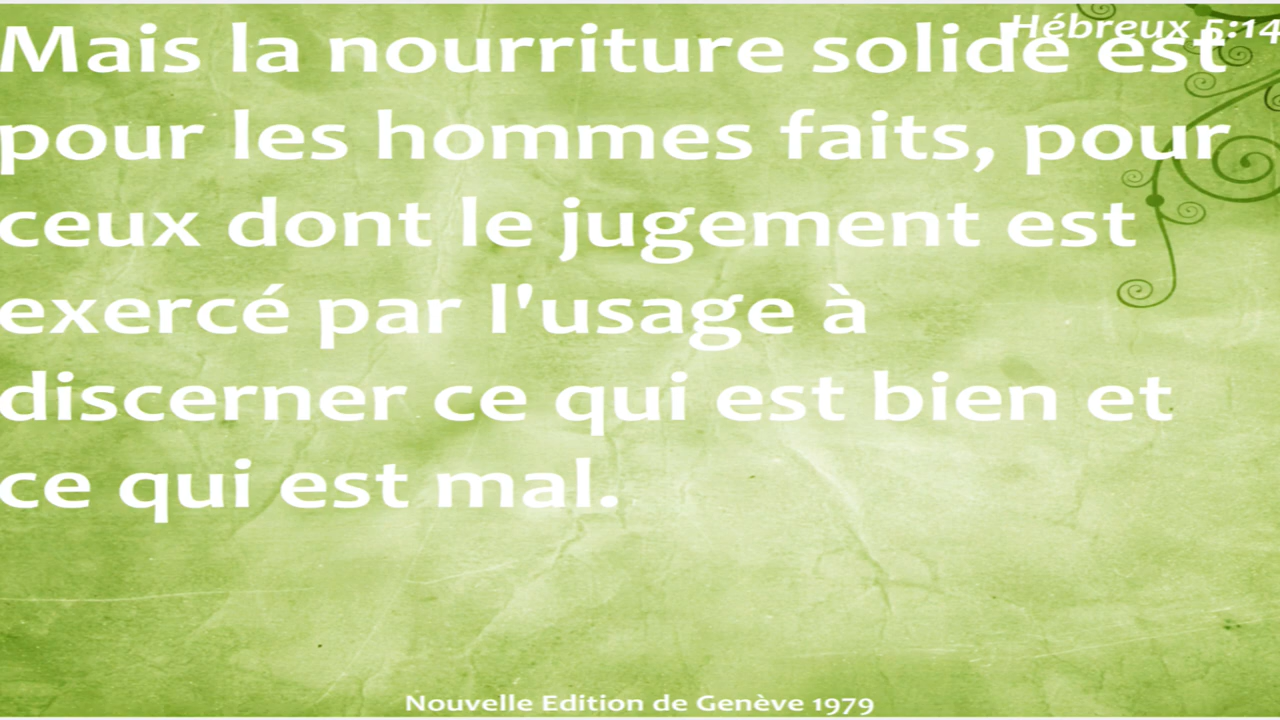 Hébreux 5:14
Mais la nourriture solide est
pour les hommes faits, pour
ceux dont le jugement est
exercé par l'usage à
discerner ce qui est bien et
ce qui est mal.
Nouvelle Edition de Genève 1979